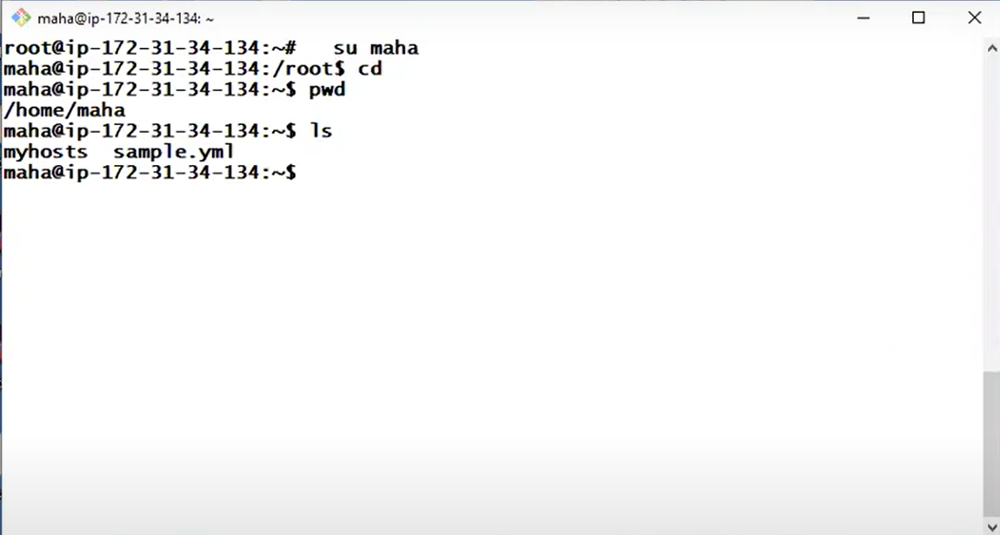 maha@ip-172-31-34-134: ~
root@ip-172-31-34-134:~#   su maha
maha@ip-172-31-34-134:/root$ cd
maha@ip-172-31-34-134:~$ pwd
/home/maha
maha@ip-172-31-34-134:~$ ls
myhosts  sample.yml
maha@ip-172-31-34-134:~$